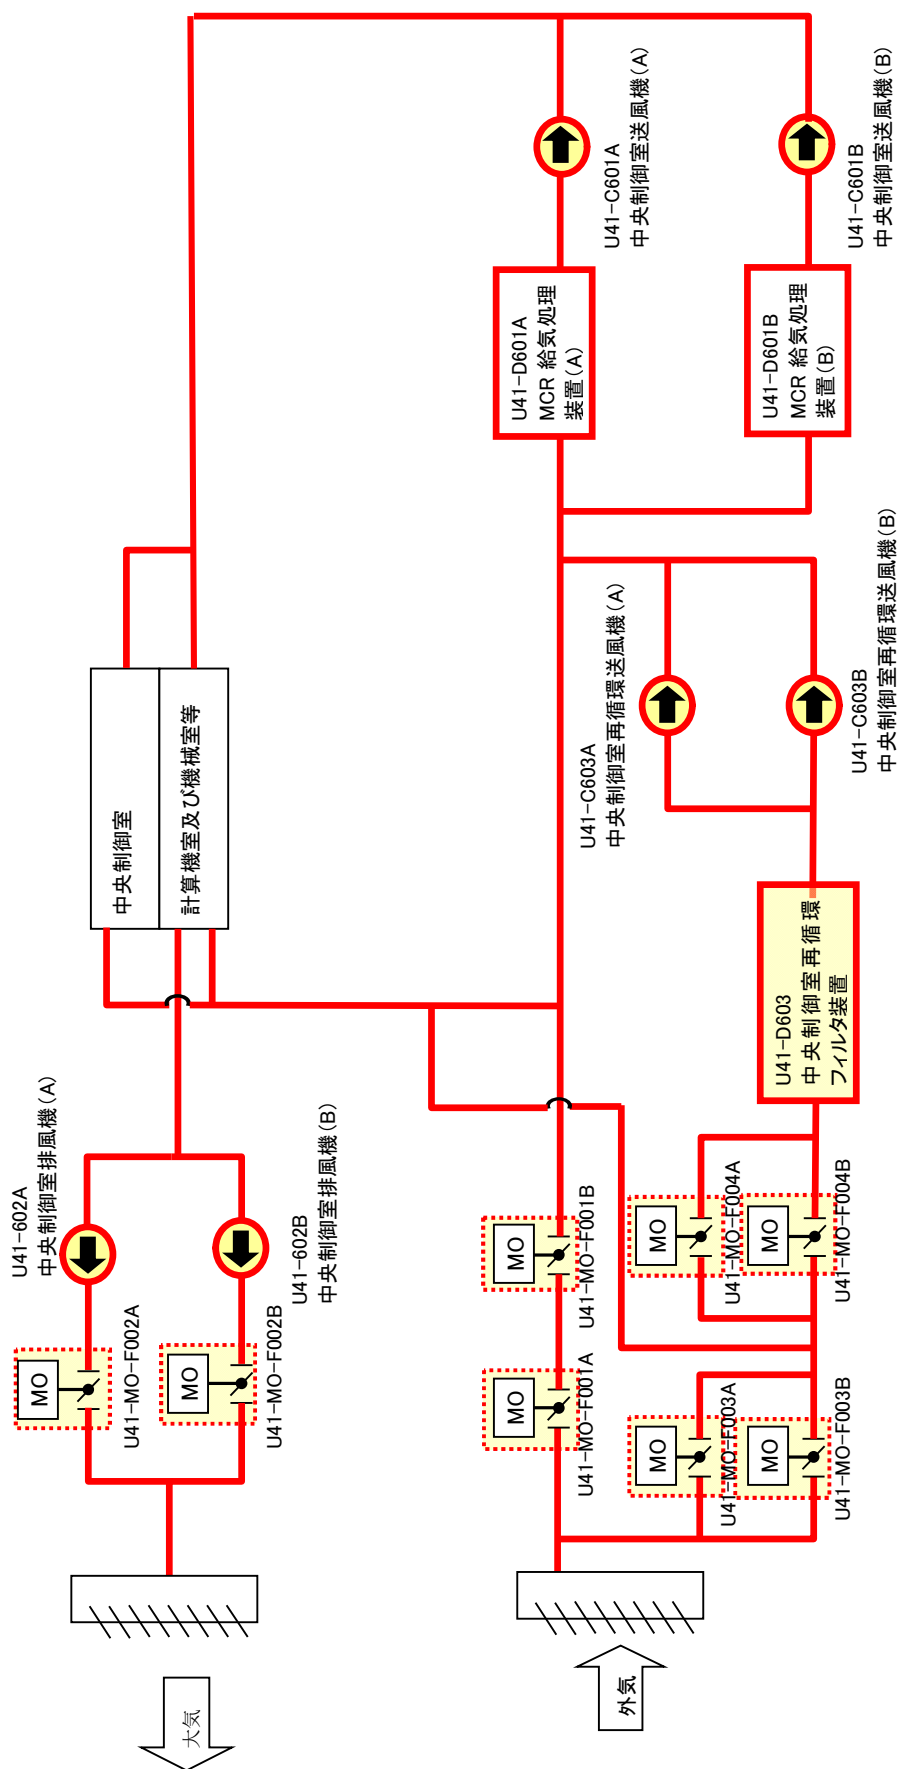 U41-602A
中央制御室排風機(A)
MO
U41-MO-F002A
MO
U41-MO-F002B
U41-602B
中央制御室排風機(B)
大気
中央制御室
計算機室及び機械室等
U41-C601A
中央制御室送風機(A)
U41-C601B
中央制御室送風機(B)
U41-D601A
MCR 給気処理
装置(A)
U41-D601B
MCR 給気処理
装置(B)
U41-C603A
中央制御室再循環送風機(A)
U41-C603B
中央制御室再循環送風機(B)
U41-D603
中央制御室再循環
フィルタ装置
MO
U41-MO-F001A
MO
U41-MO-F001B
MO
U41-MO-F003A
MO
U41-MO-F003B
MO
U41-MO-F004A
MO
U41-MO-F004B
外気